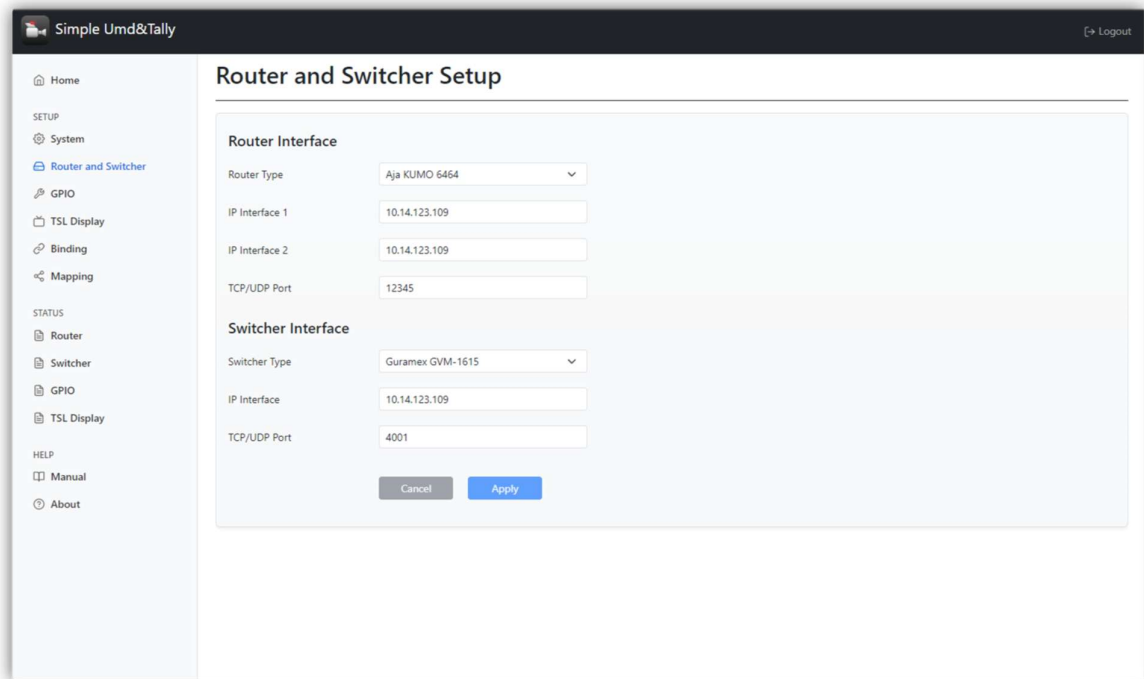 Simple Umd&Tally
Logout
Home
SETUP
System
Router and Switcher
GPIO
TSL Display
Binding
Mapping
STATUS
Router
Switcher
GPIO
TSL Display
HELP
Manual
About
Router and Switcher Setup
Router Interface
Router Type Aja KUMO 6464
IP Interface 1 10.14.123.109
IP Interface 2 10.14.123.109
TCP/UDP Port 12345
Switcher Interface
Switcher Type Guramex GVM-1615
IP Interface 10.14.123.109
TCP/UDP Port 4001
Cancel Apply